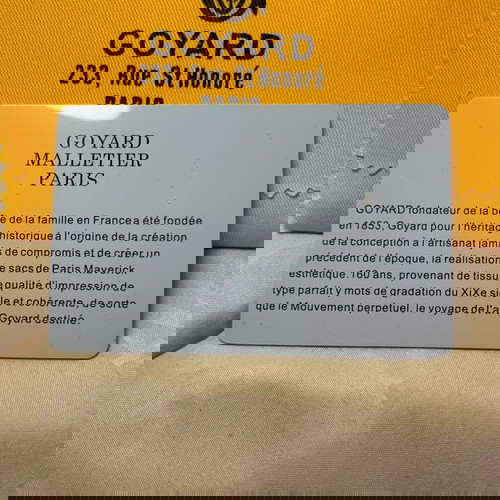 GOYARD
233, Rue St Honoré
PARIS
GOYARD
MALLETIER
PARIS
GOYARD fondateur de la b
é de la famille en France a été fondée
en 1853, Goyard pour l'héritag
historique à l'origine de la création
de la conception à l'artisanat jam
s de compromis et de créer un
précédent de l'époque, la réalisation
e sacs de Paris Maverick
esthétique. 160 ans, provenant de tissu
e qualité d'impression de
type parfait y mots de gradation du XiXe si
lle et cohérente, de sorte
que le Mouvement perpétuel, le voyage de l'a
Goyard destiné.